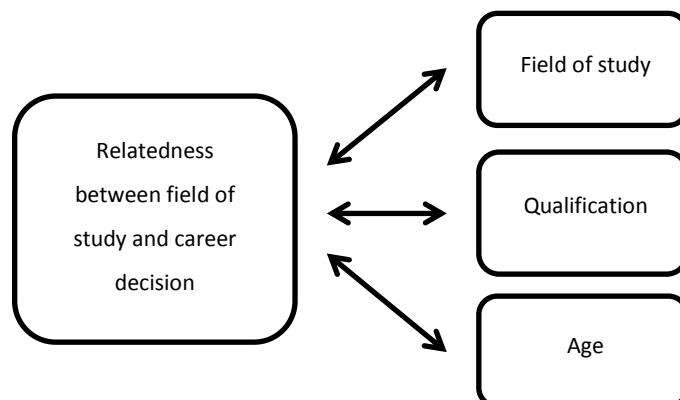 Relatedness
between field of
study and career
decision
Field of study
Qualification
Age